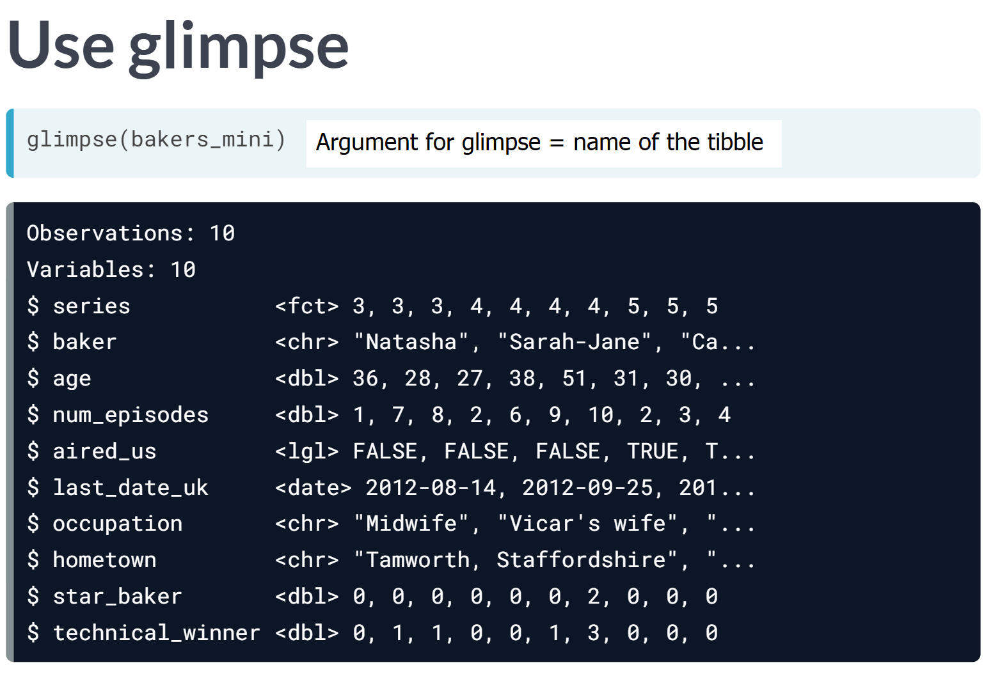 Use glimpse
glimpse(bakers_mini) Argument for glimpse = name of the tibble
Observations: 10
Variables: 10
$ series           <fct> 3, 3, 3, 4, 4, 4, 4, 5, 5, 5
$ baker            <chr> "Natasha", "Sarah-Jane", "Ca...
$ age              <dbl> 36, 28, 27, 38, 51, 31, 30, ...
$ num_episodes     <dbl> 1, 7, 8, 2, 6, 9, 10, 2, 3, 4
$ aired_us         <lgl> FALSE, FALSE, FALSE, TRUE, T...
$ last_date_uk     <date> 2012-08-14, 2012-09-25, 201...
$ occupation       <chr> "Midwife", "Vicar's wife", "...
$ hometown         <chr> "Tamworth, Staffordshire", "...
$ star_baker       <dbl> 0, 0, 0, 0, 0, 0, 2, 0, 0, 0
$ technical_winner <dbl> 0, 1, 1, 0, 0, 1, 3, 0, 0, 0